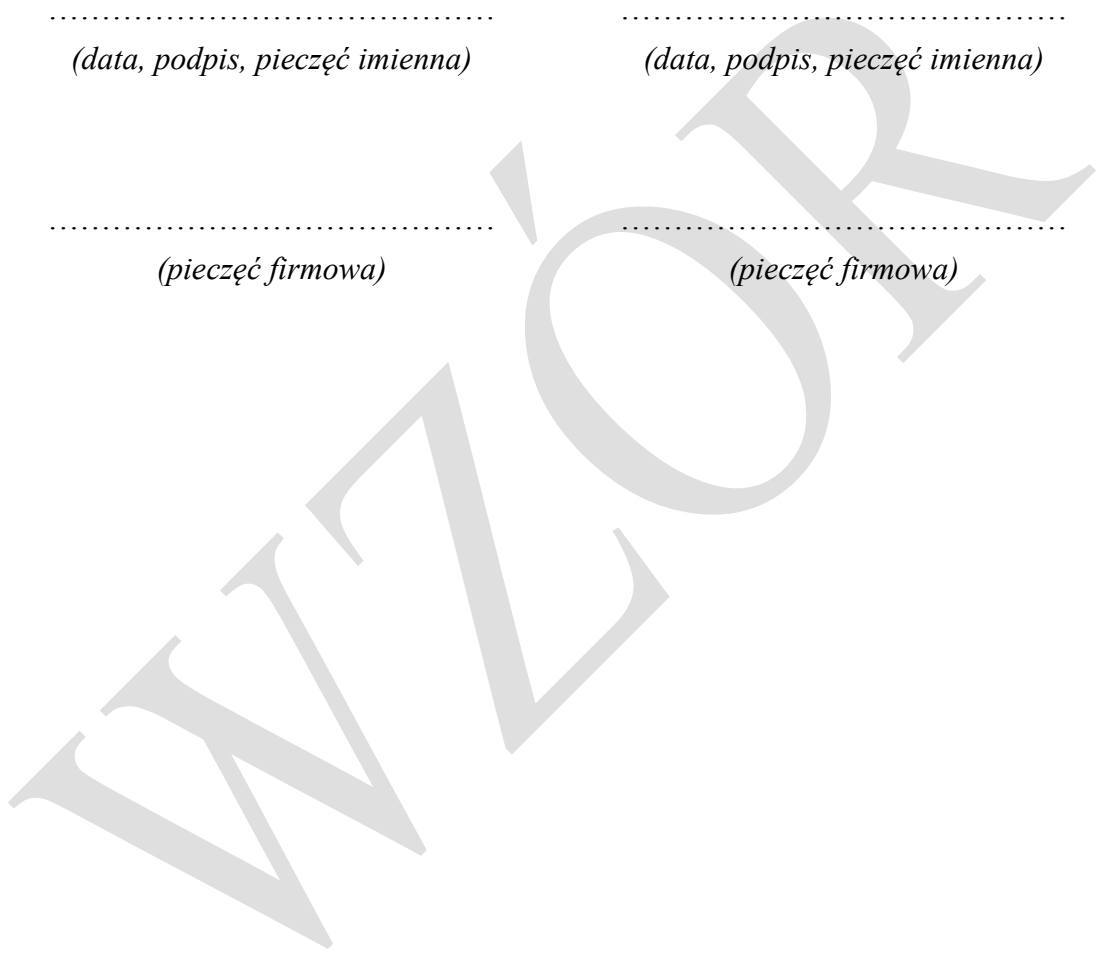 …………………………………… ……………………………………
(data, podpis, pieczęć imienna) (data, podpis, pieczęć imienna)
…………………………………… ……………………………………
(pieczęć firmowa) (pieczęć firmowa)
WZÓR